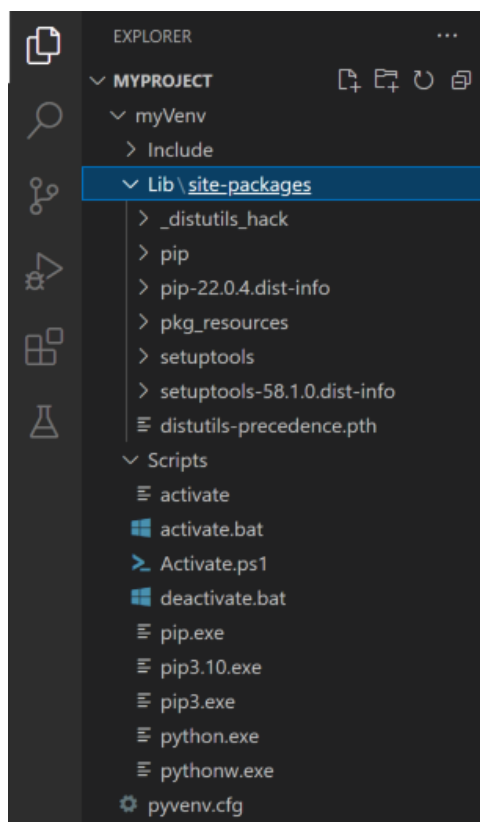 EXPLORER
MYPROJECT
myVenv
Include
Lib\site-packages
_distutils_hack
pip
pip-22.0.4.dist-info
pkg_resources
setuptools
setuptools-58.1.0.dist-info
distutils-precedence.pth
Scripts
activate
activate.bat
Activate.ps1
deactivate.bat
pip.exe
pip3.10.exe
pip3.exe
python.exe
pythonw.exe
pyvenv.cfg